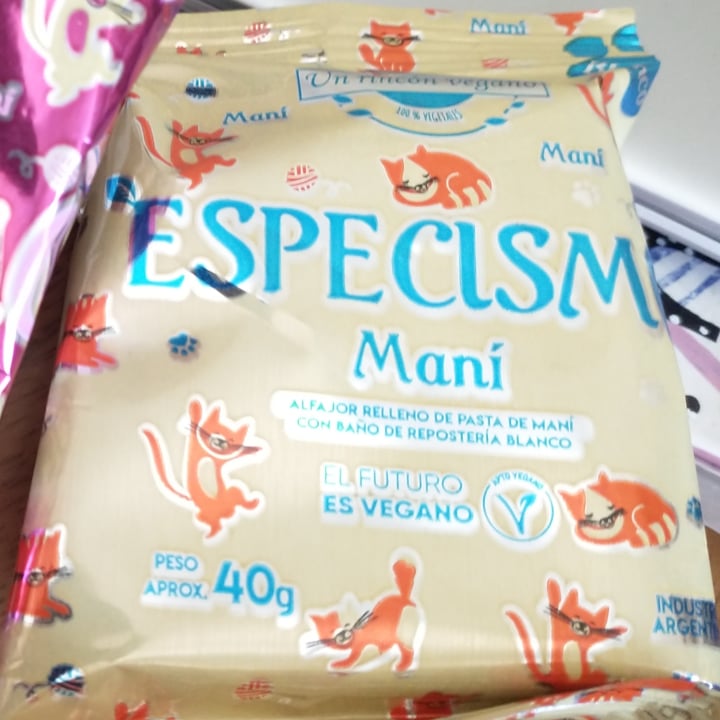 Maní
Un rincón vegano
100 % VEGETALES
Maní
Maní
ESPECISM
Maní
ALFAJOR RELLENO DE PASTA DE MANÍ
CON BAÑO DE REPOSTERÍA BLANCO
EL FUTURO
ES VEGANO
APTO VEGANO
PESO
APROX. 40g
INDUST
ARGENT